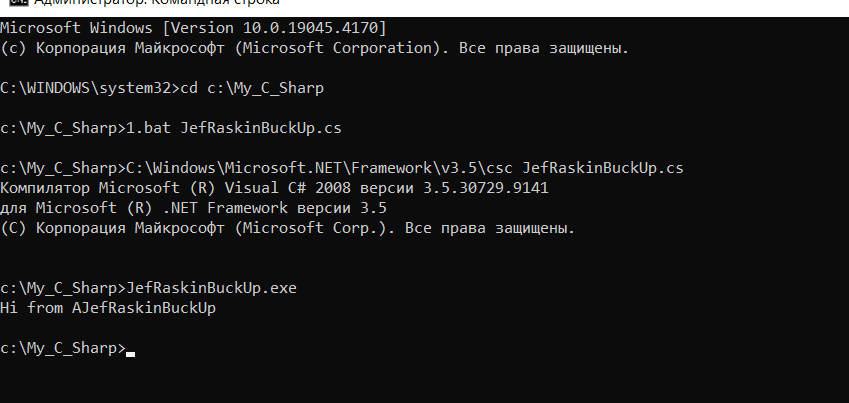 Администратор: Командная строка
Microsoft Windows [Version 10.0.19045.4170]
(c) Корпорация Майкрософт (Microsoft Corporation). Все права защищены.
C:\WINDOWS\system32>cd c:\My_C_Sharp
c:\My_C_Sharp>1.bat JefRaskinBuckUp.cs
c:\My_C_Sharp>C:\Windows\Microsoft.NET\Framework\v3.5\csc JefRaskinBuckUp.cs
Компилятор Microsoft (R) Visual C# 2008 версии 3.5.30729.9141
для Microsoft (R) .NET Framework версии 3.5
(C) Корпорация Майкрософт (Microsoft Corp.). Все права защищены.
c:\My_C_Sharp>JefRaskinBuckUp.exe
Hi from AJefRaskinBuckUp
c:\My_C_Sharp>